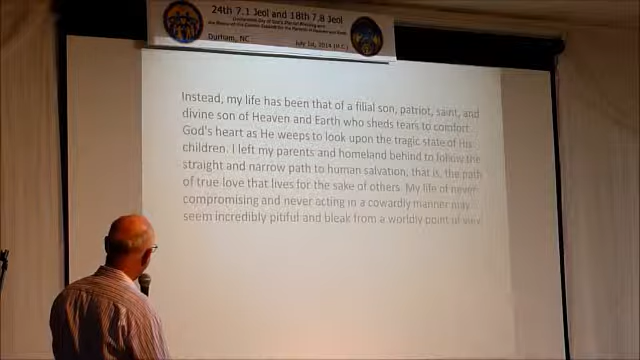 24th 7.1 Jeol and 18th 7.8 Jeol
Durham, NC
July 1st, 2014 (H.C.)
Instead, my life has been that of a filial son, patriot, saint, and
divine son of Heaven and Earth who sheds tears to comfort
God's heart as He weeps to look upon the tragic state of His
children. I left my parents and homeland behind to follow the
straight and narrow path to human salvation, that is, the path
of true love that lives for the sake of others. My life of never
compromising and never acting in a cowardly manner may
seem incredibly pitiful and bleak from a worldly point of view